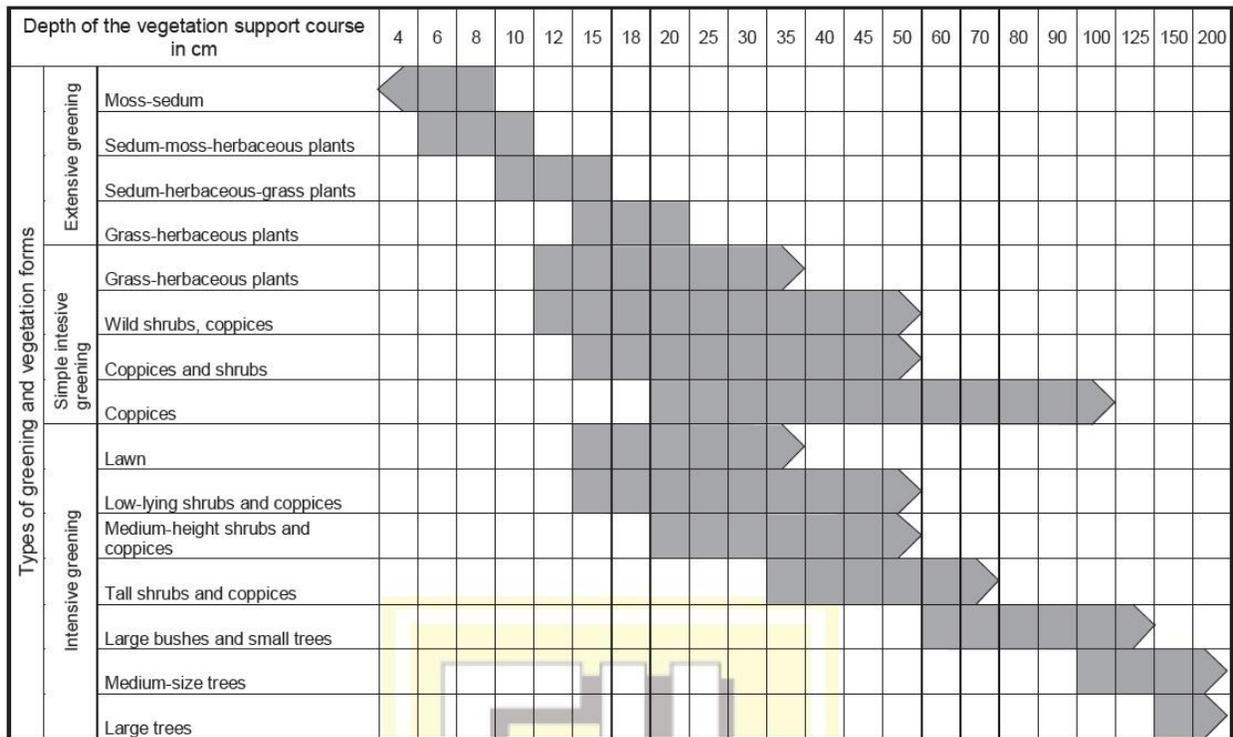 Depth of the vegetation support course
in cm
4 6 8 10 12 15 18 20 25 30 35 40 45 50 60 70 80 90 100 125 150 200
Types of greening and vegetation forms
Extensive greening
Moss-sedum
Sedum-moss-herbaceous plants
Sedum-herbaceous-grass plants
Grass-herbaceous plants
Simple intesive
greening
Grass-herbaceous plants
Wild shrubs, coppices
Coppices and shrubs
Coppices
Intensive greening
Lawn
Low-lying shrubs and coppices
Medium-height shrubs and
coppices
Tall shrubs and coppices
Large bushes and small trees
Medium-size trees
Large trees